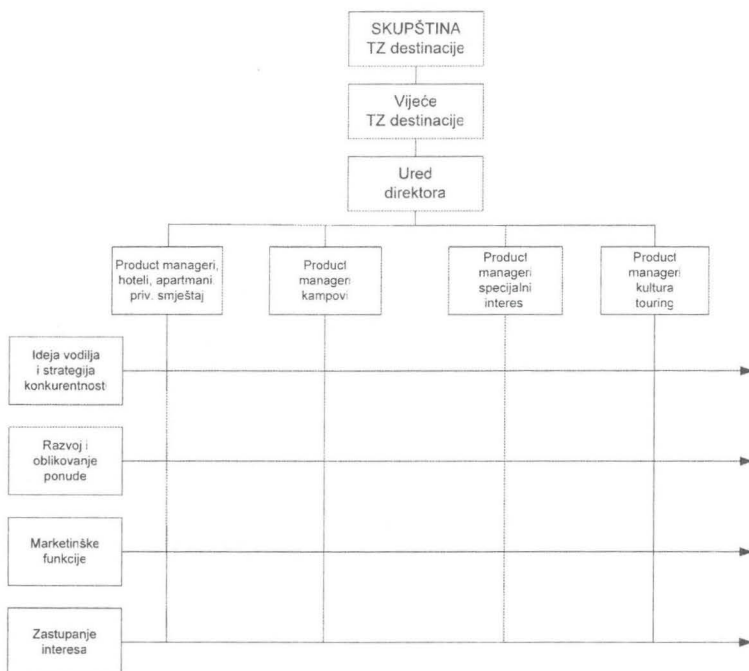 SKUPŠTINA
TZ destinacije
Vijeće
TZ destinacije
Ured
direktora
Product manageri,
hoteli, apartmani
priv. smještaj
Product
manageri
kampovi
Product
manageri
specijalni
interes
Product
manageri
kultura
touring
Ideja vodilja
i strategija
konkurentnosti
Razvoj i
oblikovanje
ponude
Marketinške
funkcije
Zastupanje
interesa